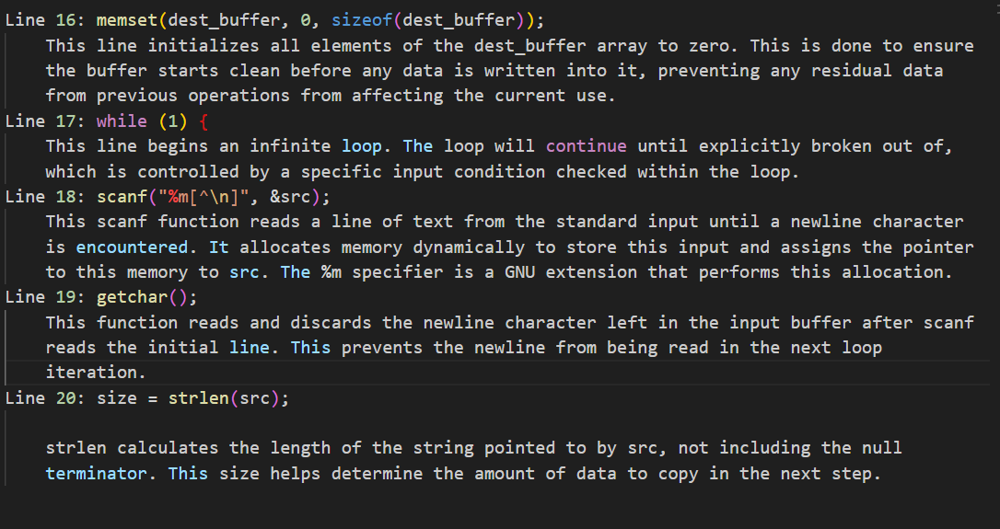 Line 16: memset(dest_buffer, 0, sizeof(dest_buffer));
This line initializes all elements of the dest_buffer array to zero. This is done to ensure
the buffer starts clean before any data is written into it, preventing any residual data
from previous operations from affecting the current use.
Line 17: while (1) {
This line begins an infinite loop. The loop will continue until explicitly broken out of,
which is controlled by a specific input condition checked within the loop.
Line 18: scanf("%m[^\n]", &src);
This scanf function reads a line of text from the standard input until a newline character
is encountered. It allocates memory dynamically to store this input and assigns the pointer
to this memory to src. The %m specifier is a GNU extension that performs this allocation.
Line 19: getchar();
This function reads and discards the newline character left in the input buffer after scanf
reads the initial line. This prevents the newline from being read in the next loop
iteration.
Line 20: size = strlen(src);
strlen calculates the length of the string pointed to by src, not including the null
terminator. This size helps determine the amount of data to copy in the next step.